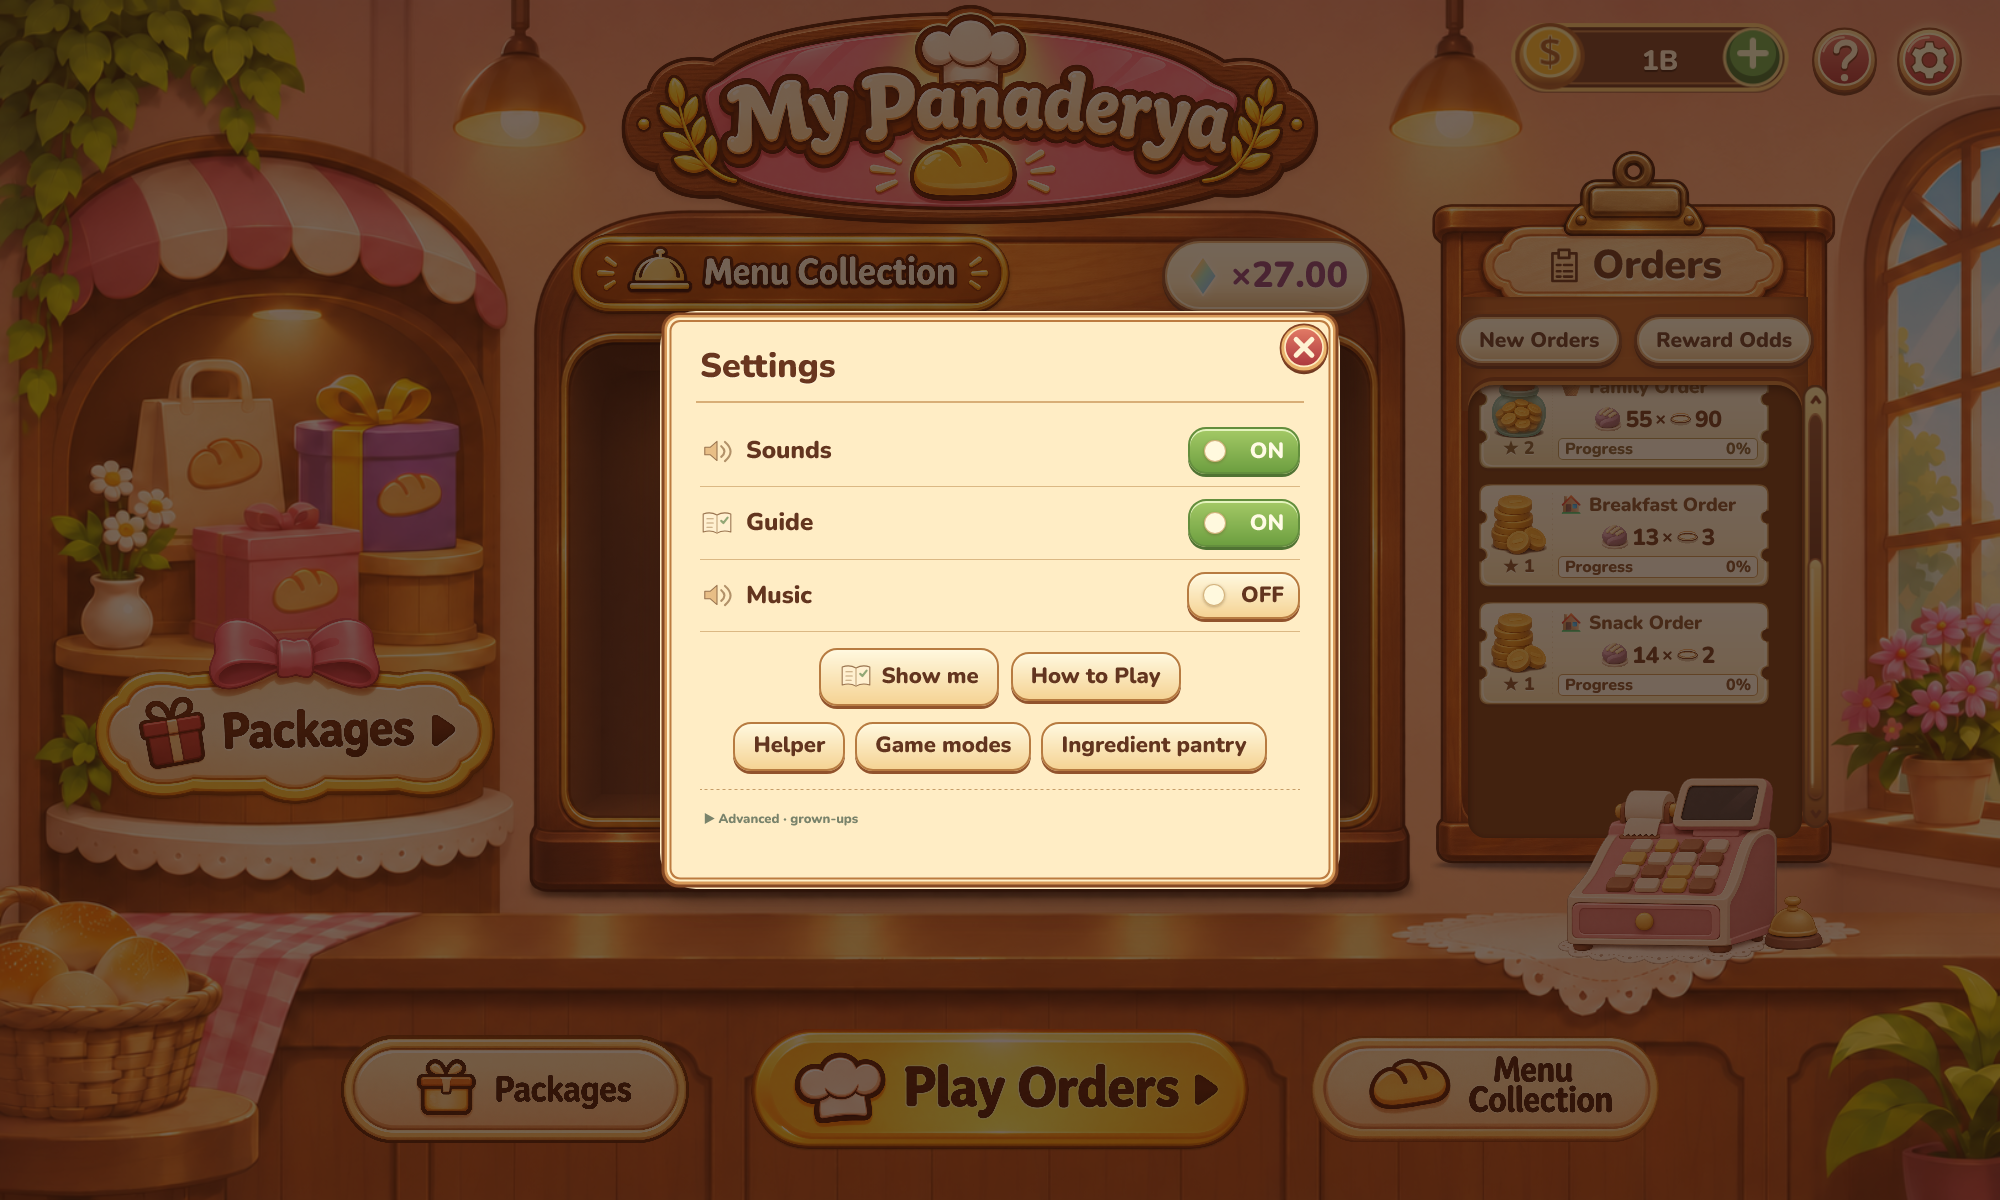 My Panaderya
$ 1B +
?
Menu Collection
×27.00
Orders
New Orders
Reward Odds
Family Order
55× 90
★ 2
Progress 0%
Breakfast Order
13× 3
★ 1
Progress 0%
Snack Order
14× 2
★ 1
Progress 0%
Settings
Sounds
ON
Guide
ON
Music
OFF
Show me
How to Play
Helper
Game modes
Ingredient pantry
▶ Advanced · grown-ups
Packages
Packages
Play Orders
Menu
Collection